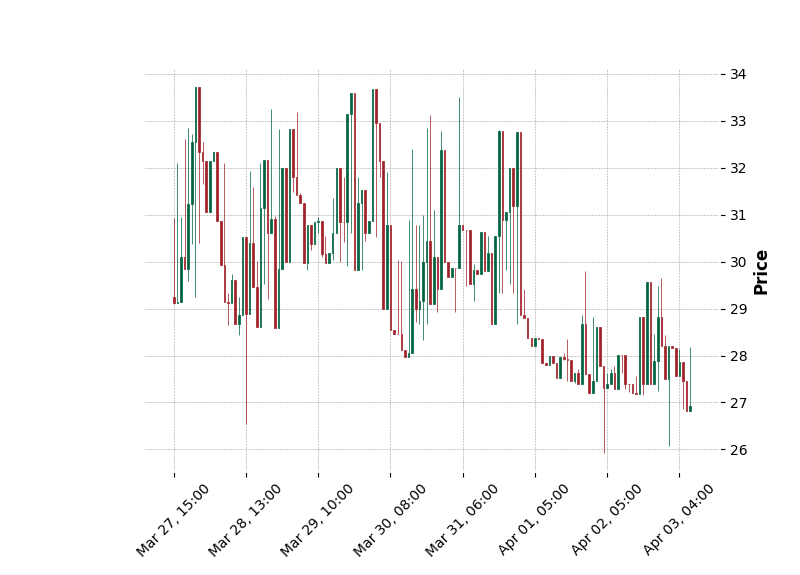 34
33
32
31
30
29
28
27
26
Price
Mar 27, 15:00
Mar 28, 13:00
Mar 29, 10:00
Mar 30, 08:00
Mar 31, 06:00
Apr 01, 05:00
Apr 02, 05:00
Apr 03, 04:00